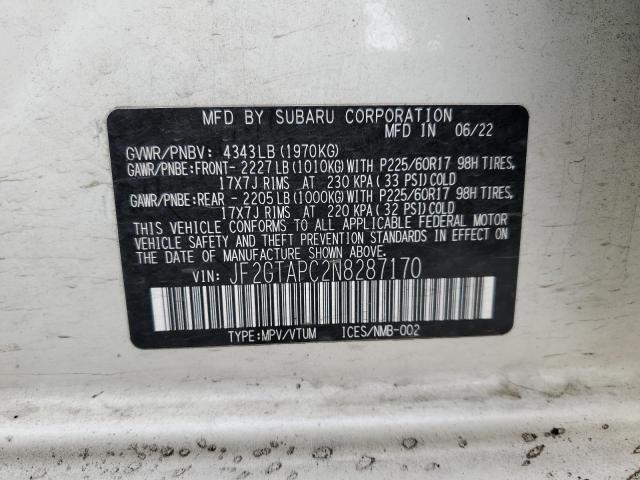 MFD BY SUBARU CORPORATION
MFD IN 06/22
GVWR/PNBV: 4343LB (1970KG)
GAWR/PNBE:FRONT- 2227 LB (1010KG) WITH P225/60R17 98H TIRES,
17X7J RIMS AT 230 KPA (33 PSI) COLD
GAWR/PNBE:REAR - 2205 LB (1000KG) WITH P225/60R17 98H TIRES,
17X7J RIMS AT 220 KPA (32 PSI) COLD
THIS VEHICLE CONFORMS TO ALL APPLICABLE FEDERAL MOTOR
VEHICLE SAFETY AND THEFT PREVENTION STANDARDS IN EFFECT ON
THE DATE OF MANUFACTURE SHOWN ABOVE.
VIN: JF2GTAPC2N8287170
TYPE:MPV/VTUM ICES/NMB-002